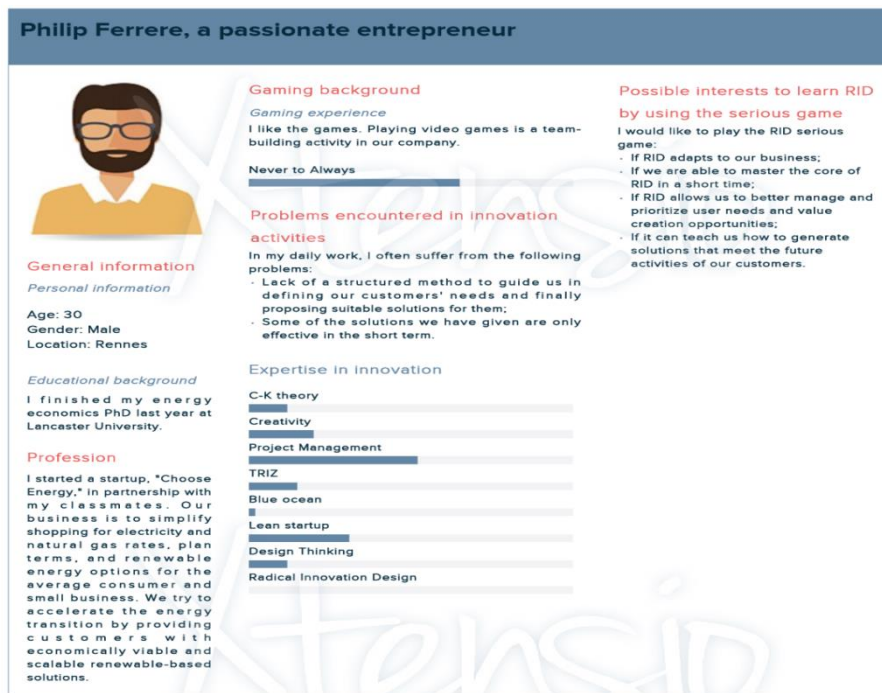 Philip Ferrere, a passionate entrepreneur
General information
Personal information
Age: 30
Gender: Male
Location: Rennes
Educational background
I finished my energy
economics PhD last year at
Lancaster University.
Profession
I started a startup, "Choose
Energy," in partnership with
my classmates. Our
business is to simplify
shopping for electricity and
natural gas rates, plan
terms, and renewable
energy options for the
average consumer and
small business. We try to
accelerate the energy
transition by providing
customers with
economically viable and
scalable renewable-based
solutions.
Gaming background
Gaming experience
I like the games. Playing video games is a team-
building activity in our company.
Never to Always
Problems encountered in innovation
activities
In my daily work, I often suffer from the following
problems:
· Lack of a structured method to guide us in
defining our customers' needs and finally
proposing suitable solutions for them;
· Some of the solutions we have given are only
effective in the short term.
Expertise in innovation
C-K theory
Creativity
Project Management
TRIZ
Blue ocean
Lean startup
Design Thinking
Radical Innovation Design
Possible interests to learn RID
by using the serious game
I would like to play the RID serious
game:
· If RID adapts to our business;
· If we are able to master the core of
RID in a short time;
· If RID allows us to better manage and
prioritize user needs and value
creation opportunities;
· If it can teach us how to generate
solutions that meet the future
activities of our customers.
Xtensio
Xtensio